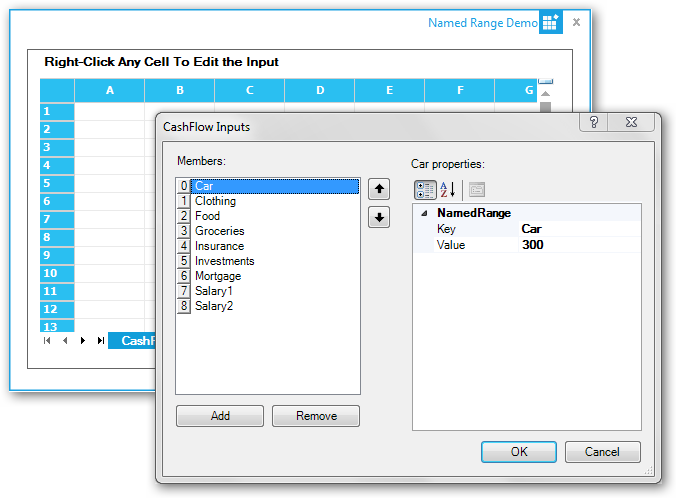 Named Range Demo
Right-Click Any Cell To Edit the Input
A B C D E F G
1
2
3
4
5
6
7
8
9
10
11
12
13
CashF
CashFlow Inputs
Members:
0 Car
1 Clothing
2 Food
3 Groceries
4 Insurance
5 Investments
6 Mortgage
7 Salary1
8 Salary2
Add Remove
Car properties:
A
Z
NamedRange
Key Car
Value 300
OK Cancel